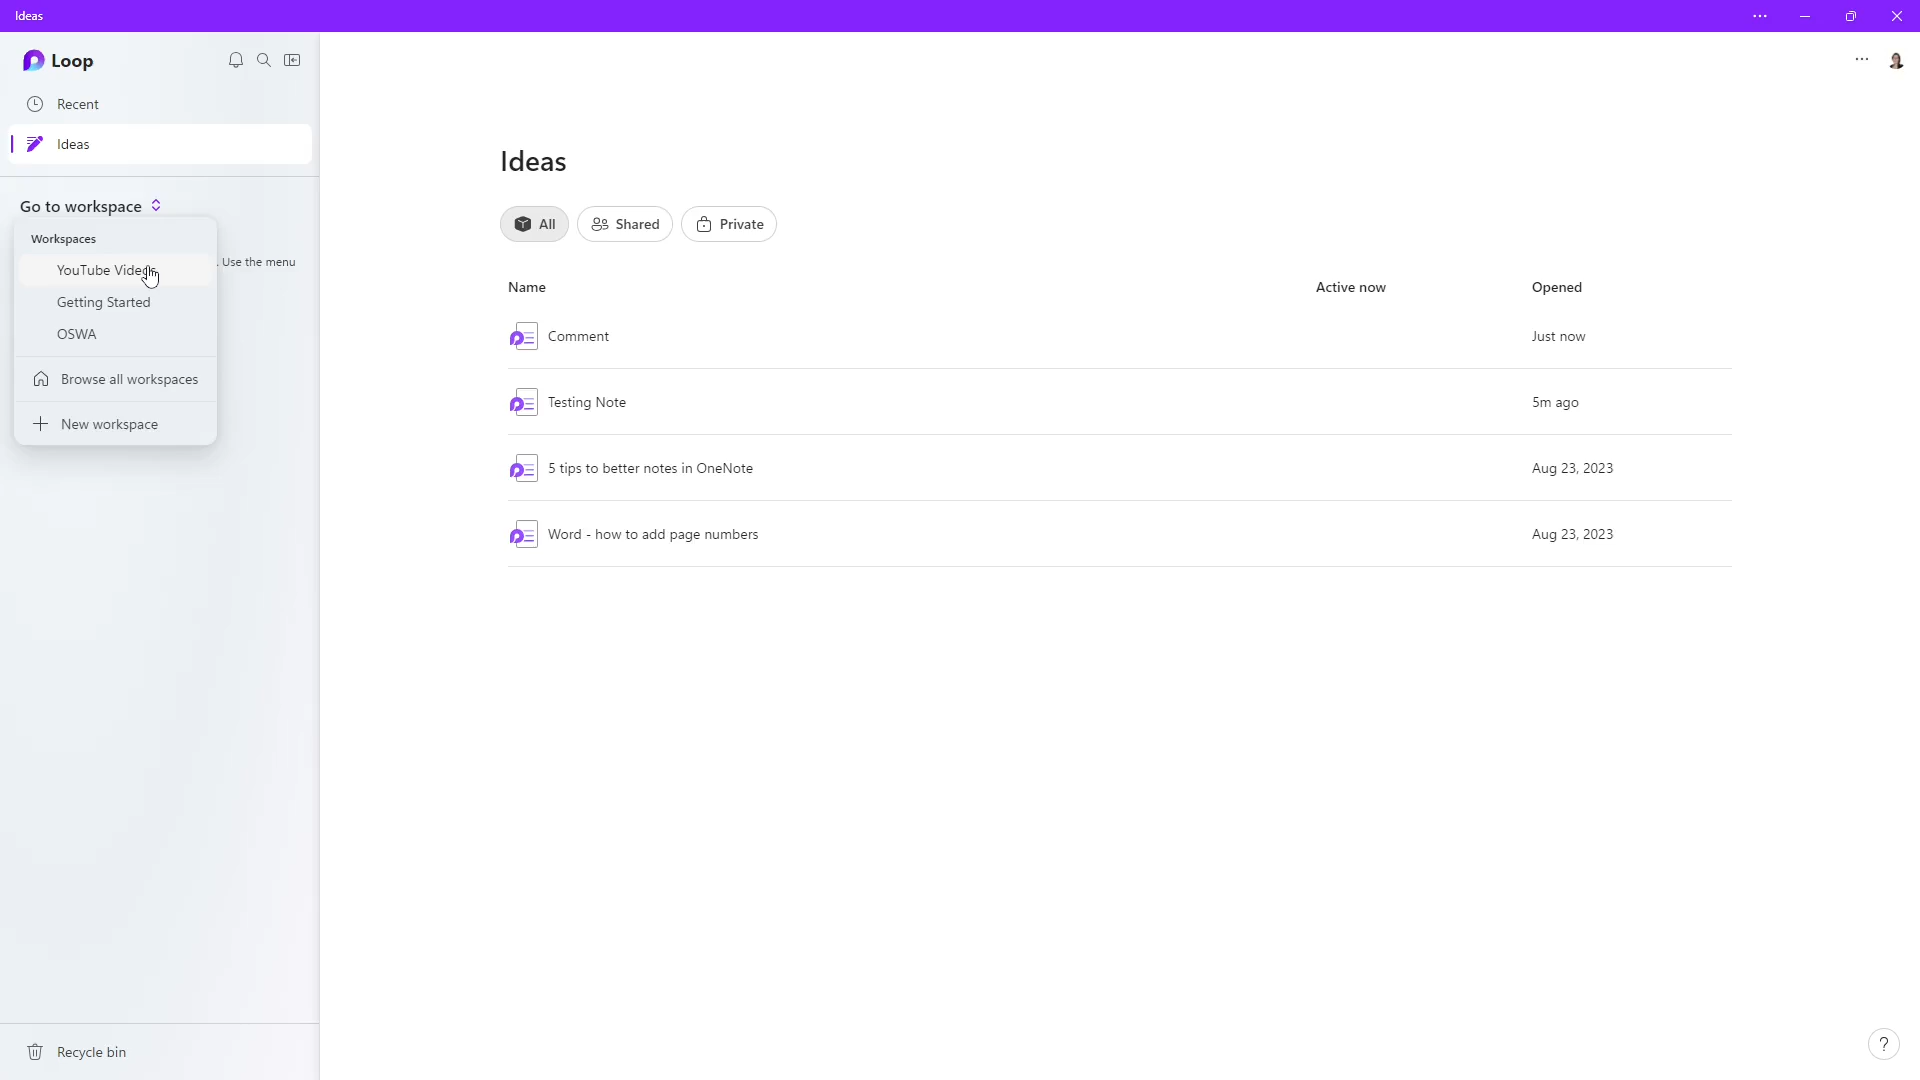 Ideas
Loop
Recent
Ideas
Go to workspace
Workspaces
YouTube Videos
. Use the menu
Getting Started
OSWA
Browse all workspaces
New workspace
Recycle bin
Ideas
All
Shared
Private
Name
Active now
Opened
Comment
Just now
Testing Note
5m ago
5 tips to better notes in OneNote
Aug 23, 2023
Word - how to add page numbers
Aug 23, 2023
?